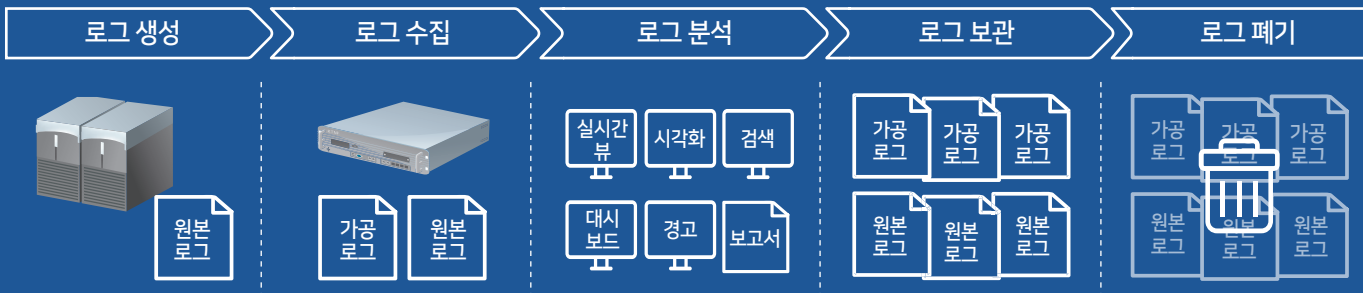 로그 생성
로그 수집
로그 분석
로그 보관
로그 폐기
원본
로그
가공
로그
원본
로그
실시간
뷰
시각화
검색
대시
보드
경고
보고서
가공
로그
가공
로그
가공
로그
원본
로그
원본
로그
원본
로그
가공
로그
가공
로그
가공
로그
원본
로그
원본
로그
원본
로그